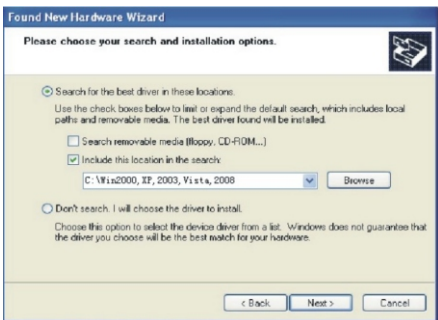 Found New Hardware Wizard
Please choose your search and installation options.
Search for the best driver in these locations.
Use the check boxes below to limit or expand the default search, which includes local
paths and removable media. The best driver found will be installed.
Search removable media (floppy, CD-ROM...)
Include this location in the search:
C:\Win2000, XP, 2003, Vista, 2008
Browse
Don't search. I will choose the driver to install.
Choose this option to select the device driver from a list. Windows does not guarantee that
the driver you choose will be the best match for your hardware.
< Back Next > Cancel